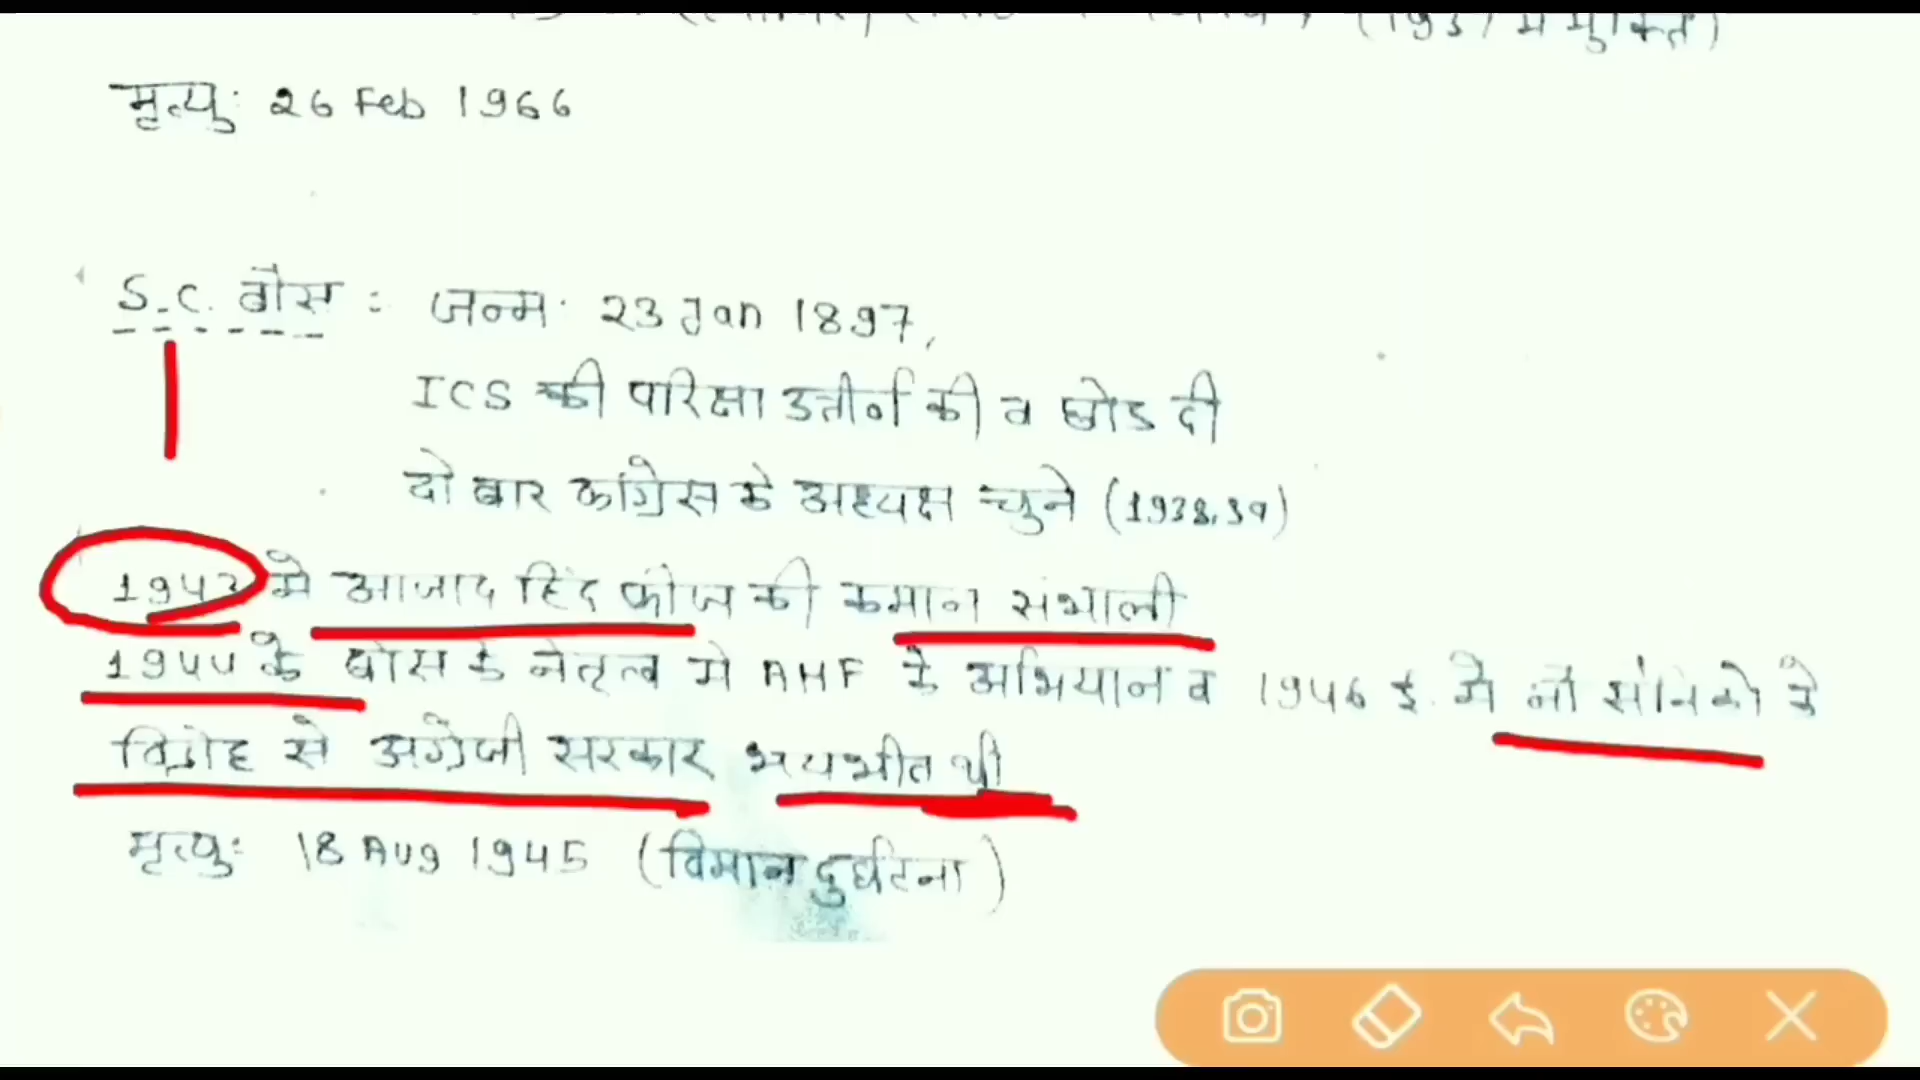 (1937 मे मुक्ति)
मृत्यु: 26 Feb 1966
S.C. बोस : जन्म: 23 Jan 1897,
ICS की परिक्षा उत्तीर्ण की व छोड दी
दो बार कांग्रेस के अध्यक्ष चुने (1938,39)
मे आजाद हिंद फौज की कमान संभाली
1944 के बोस के नेतृत्व मे AHF के अभियान व 1946 ई. मे नौ सैनिको के
विद्रोह से अंग्रेजी सरकार भयभीत थी
मृत्यु: 18 Aug 1945 (विमान दुर्घटना)